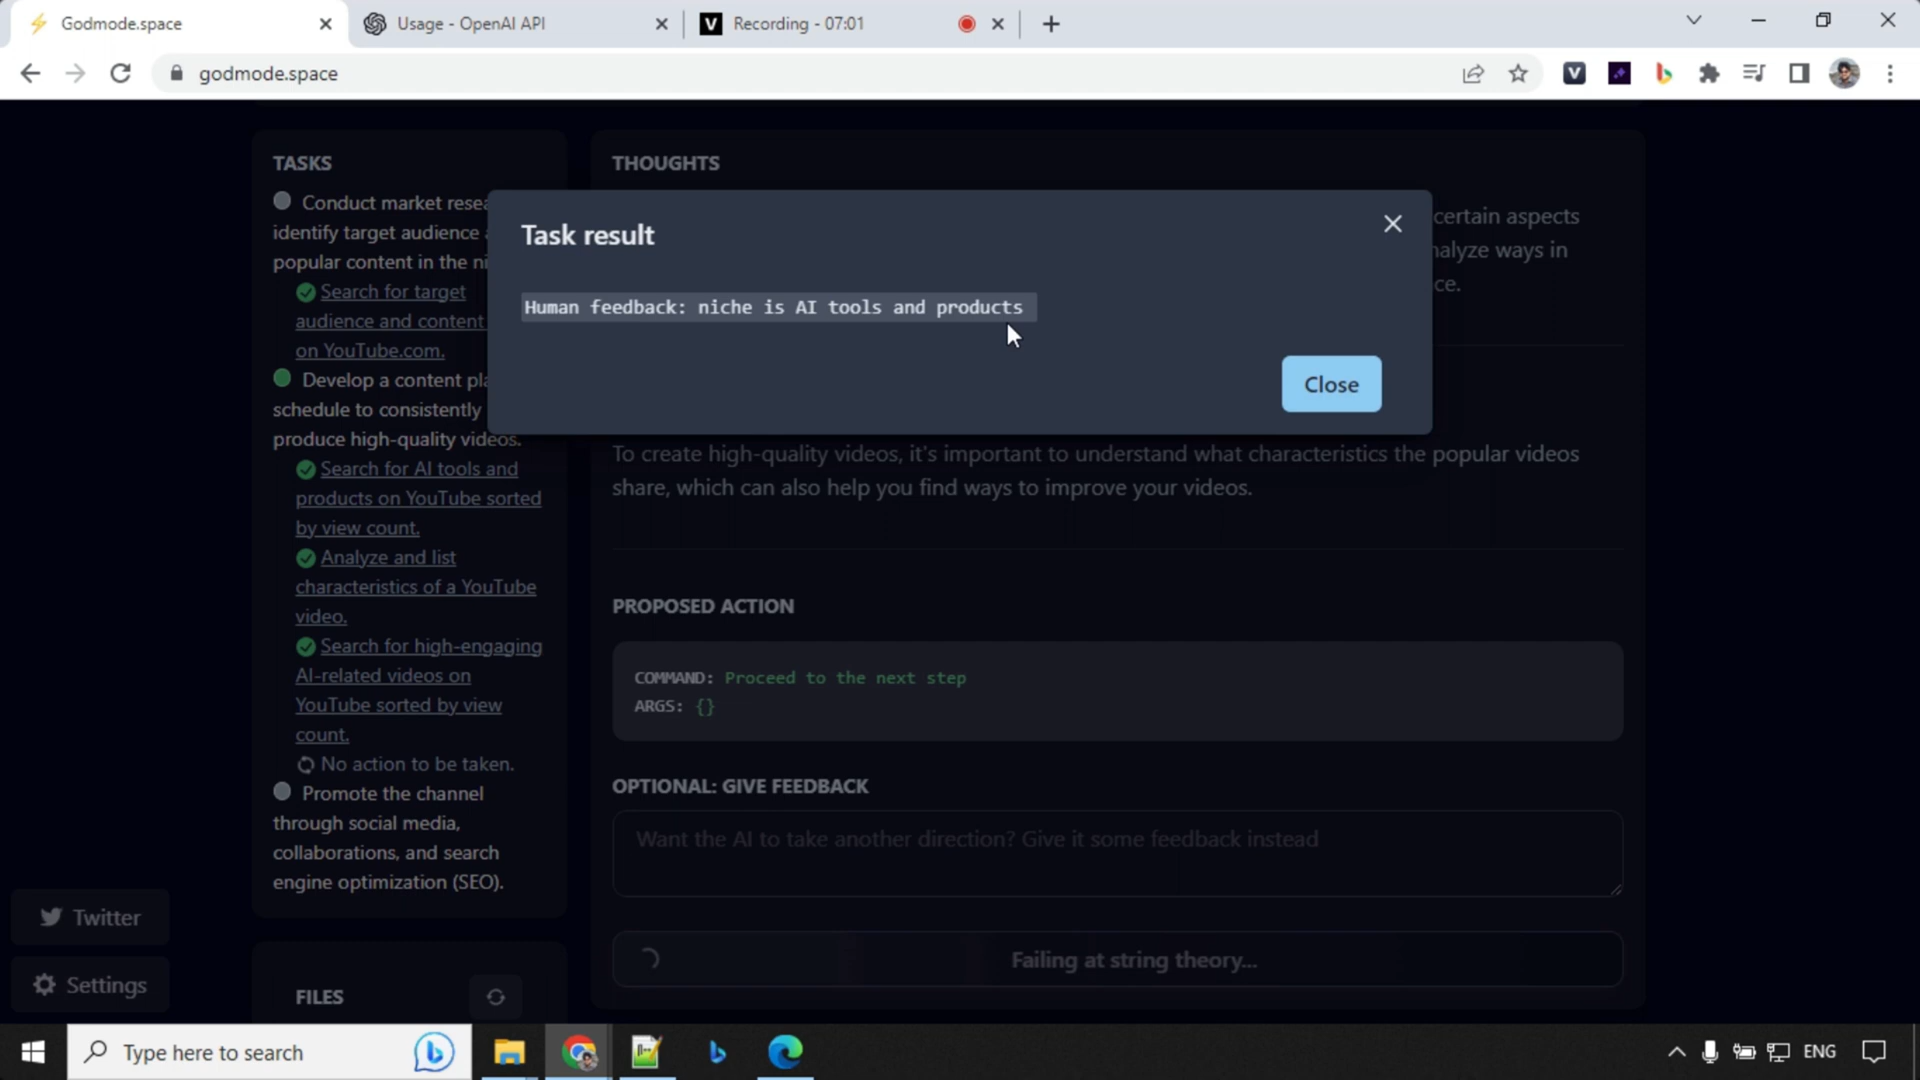 Godmode.space
Usage - OpenAI API
V
Recording - 07:01
godmode.space
V
TASKS
THOUGHTS
Conduct market resea
identify target audience
popular content in the ni
Search for target
audience and content
on YouTube.com.
Develop a content pl
schedule to consistently
produce high-quality videos.
Search for AI tools and
products on YouTube sorted
by view count.
Analyze and list
characteristics of a YouTube
video.
Search for high-engaging
AI-related videos on
YouTube sorted by view
count.
No action to be taken.
Promote the channel
through social media,
collaborations, and search
engine optimization (SEO).
Task result
Human feedback: niche is AI tools and products
Close
certain aspects
nalyze ways in
ce.
To create high-quality videos, it's important to understand what characteristics the popular videos
share, which can also help you find ways to improve your videos.
PROPOSED ACTION
COMMAND: Proceed to the next step
ARGS: {}
OPTIONAL: GIVE FEEDBACK
Want the AI to take another direction? Give it some feedback instead
Failing at string theory...
Twitter
Settings
FILES
Type here to search
ENG